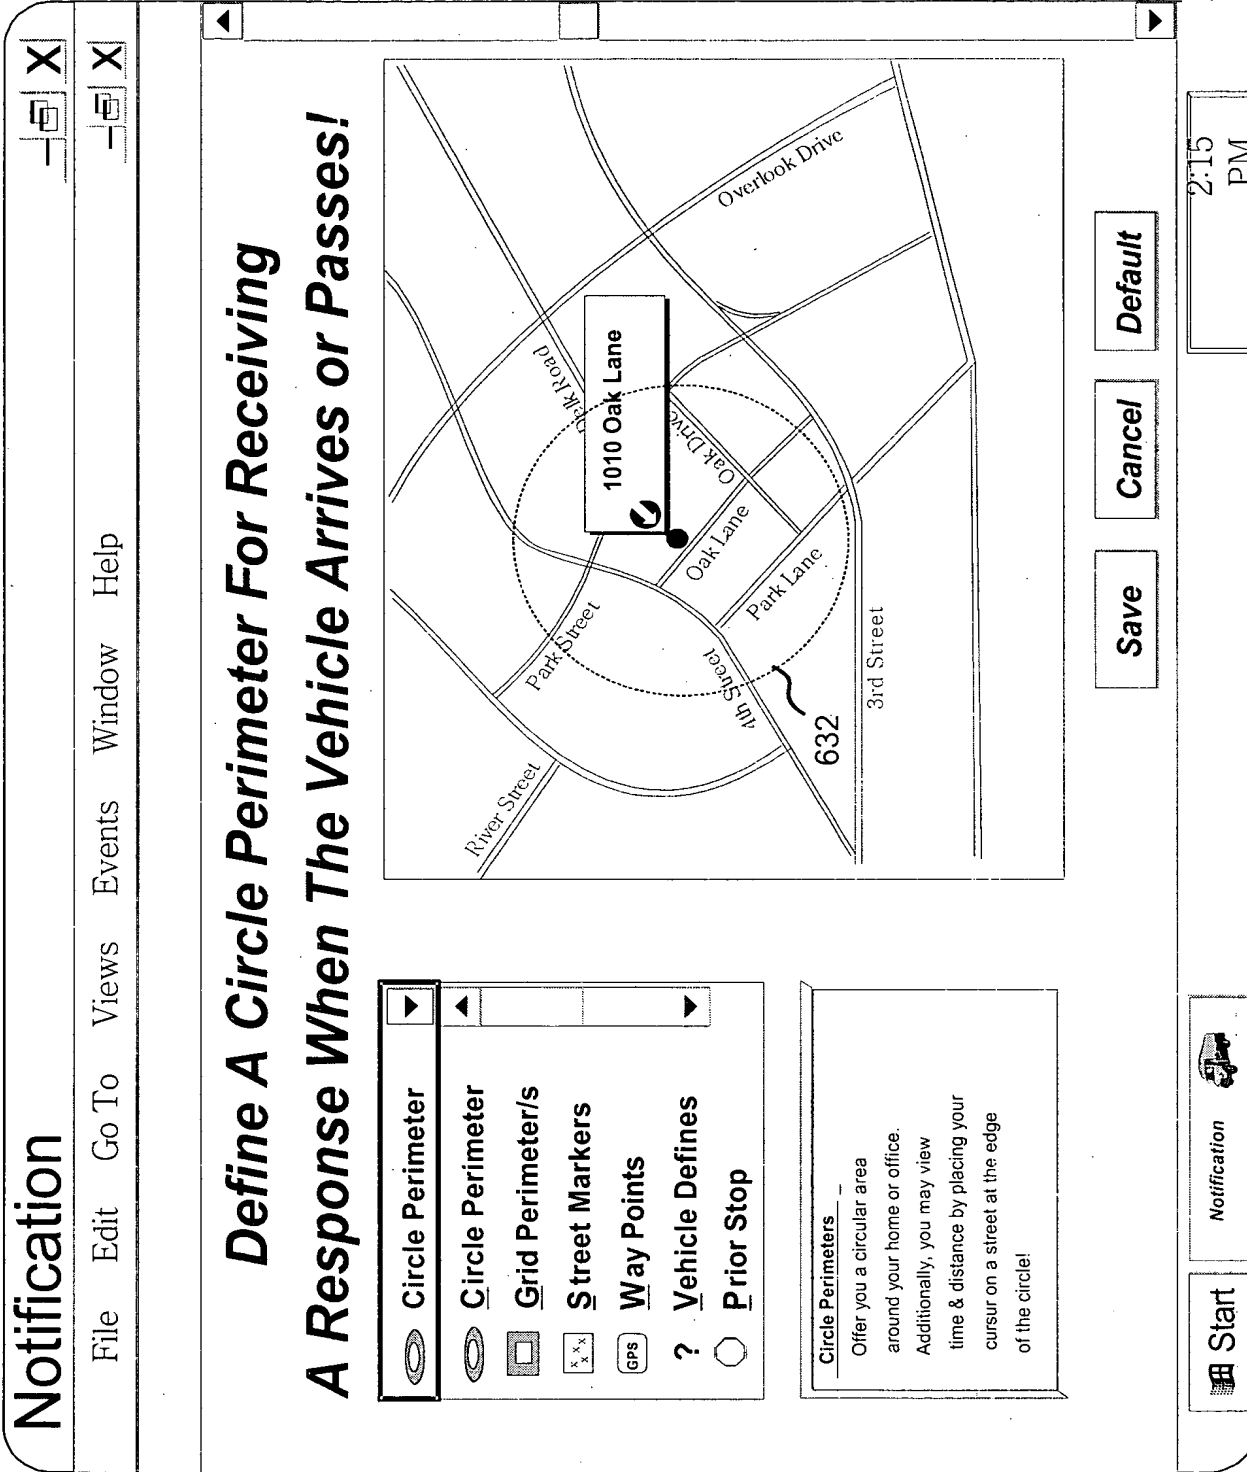 Notification
File Edit Go To Views Events Window Help
Define A Circle Perimeter For Receiving
A Response When The Vehicle Arrives or Passes!
Circle Perimeter
Circle Perimeter
Grid Perimeter/s
Street Markers
GPS Way Points
? Vehicle Defines
Prior Stop
Circle Perimeters
Offer you a circular area
around your home or office.
Additionally, you may view
time & distance by placing your
cursur on a street at the edge
of the circle!
River Street
Park Street
4th Street
632
3rd Street
Park Lane
Oak Lane
Oak Drive
1010 Oak Lane
Delk Road
Overlook Drive
Save Cancel Default
Start
Notification
2:15
PM